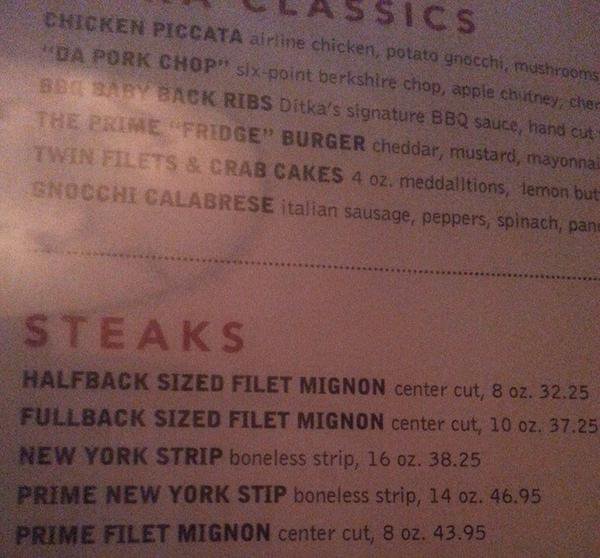 CLASSICS
CHICKEN PICCATA airline chicken, potato gnocchi, mushrooms
"DA PORK CHOP" six-point berkshire chop, apple chutney, cher
BBQ BABY BACK RIBS Ditka's signature BBQ sauce, hand cut
THE PRIME "FRIDGE" BURGER cheddar, mustard, mayonnai
TWIN FILETS & CRAB CAKES 4 oz. meddalltions, lemon but
GNOCCHI CALABRESE italian sausage, peppers, spinach, pan
STEAKS
HALFBACK SIZED FILET MIGNON center cut, 8 oz. 32.25
FULLBACK SIZED FILET MIGNON center cut, 10 oz. 37.25
NEW YORK STRIP boneless strip, 16 oz. 38.25
PRIME NEW YORK STIP boneless strip, 14 oz. 46.95
PRIME FILET MIGNON center cut, 8 oz. 43.95